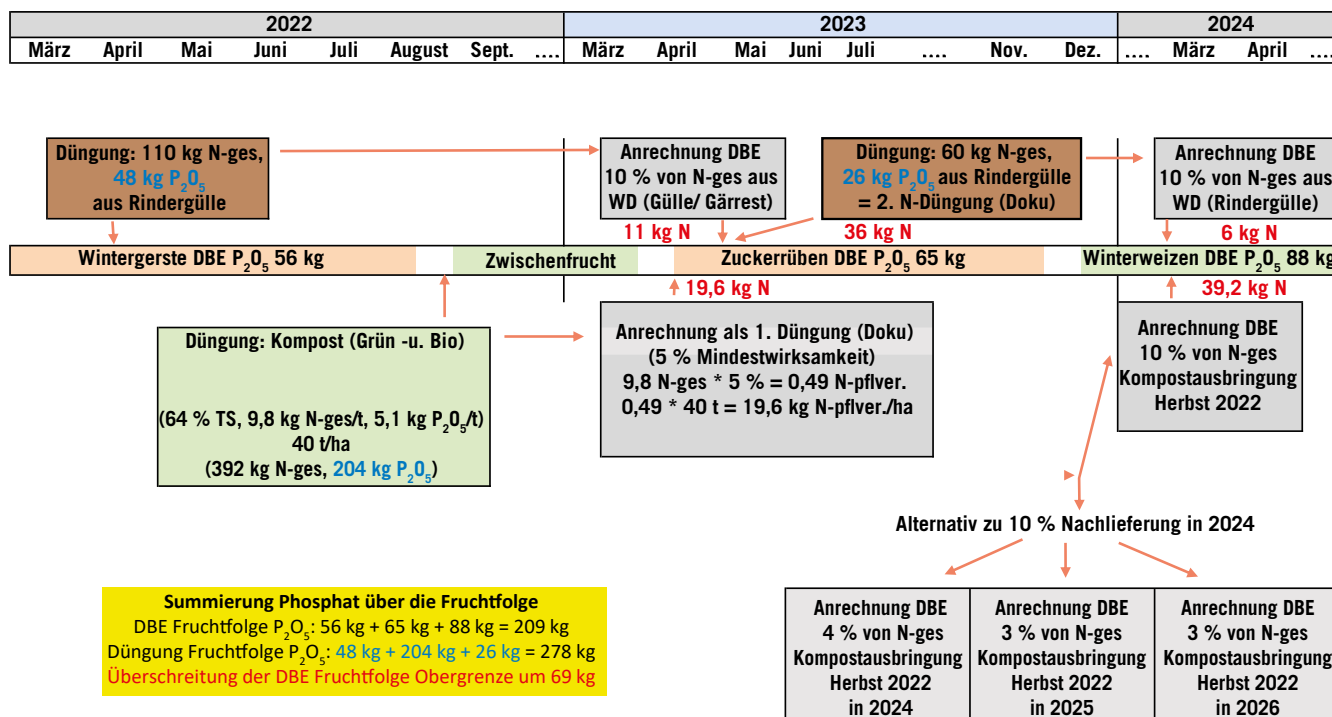 2022 2023 2024
März April Mai Juni Juli August Sept. .... März April Mai Juni Juli .... Nov. Dez. .... März April ....
Düngung: 110 kg N-ges,
48 kg P₂O₅
aus Rindergülle
Anrechnung DBE
10 % von N-ges aus
WD (Gülle/ Gärrest)
Düngung: 60 kg N-ges,
26 kg P₂O₅ aus Rindergülle
= 2. N-Düngung (Doku)
Anrechnung DBE
10 % von N-ges aus
WD (Rindergülle)
11 kg N 36 kg N 6 kg N
Wintergerste DBE P₂O₅ 56 kg Zwischenfrucht Zuckerrüben DBE P₂O₅ 65 kg Winterweizen DBE P₂O₅ 88 kg
19,6 kg N 39,2 kg N
Düngung: Kompost (Grün -u. Bio)
(64 % TS, 9,8 kg N-ges/t, 5,1 kg P₂O₅/t)
40 t/ha
(392 kg N-ges, 204 kg P₂O₅)
Anrechnung als 1. Düngung (Doku)
(5 % Mindestwirksamkeit)
9,8 N-ges * 5 % = 0,49 N-pflver.
0,49 * 40 t = 19,6 kg N-pflver./ha
Anrechnung DBE
10 % von N-ges
Kompostausbringung
Herbst 2022
Alternativ zu 10 % Nachlieferung in 2024
Summierung Phosphat über die Fruchtfolge
DBE Fruchtfolge P₂O₅: 56 kg + 65 kg + 88 kg = 209 kg
Düngung Fruchtfolge P₂O₅: 48 kg + 204 kg + 26 kg = 278 kg
Überschreitung der DBE Fruchtfolge Obergrenze um 69 kg
Anrechnung DBE
4 % von N-ges
Kompostausbringung
Herbst 2022
in 2024
Anrechnung DBE
3 % von N-ges
Kompostausbringung
Herbst 2022
in 2025
Anrechnung DBE
3 % von N-ges
Kompostausbringung
Herbst 2022
in 2026